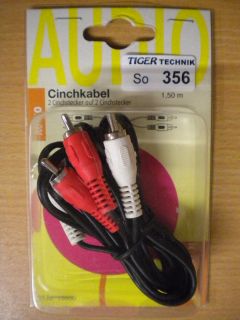 AUDIO
TIGER TECHNIK
So 356
Cinchkabel
2 Cinchstecker auf 2 Cinchstecker
1,50 m